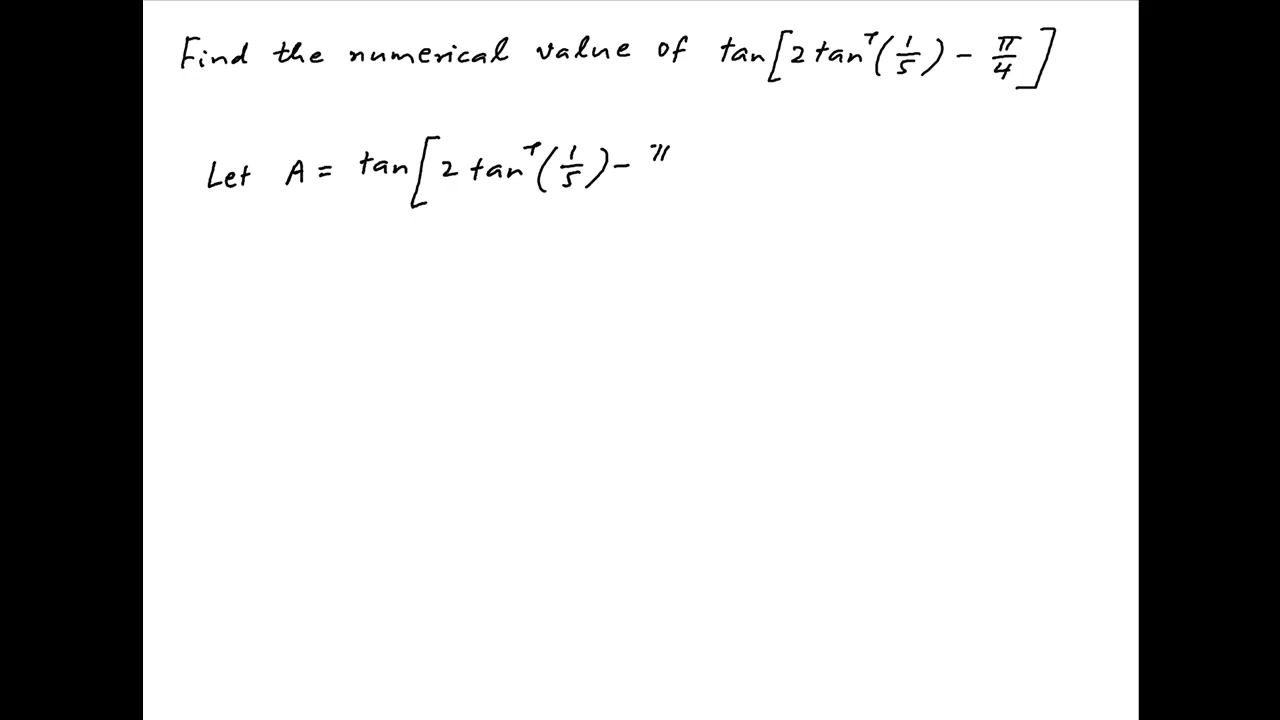 Find the numerical value of tan[2 tan⁻¹(1/5) − π/4]
Let A = tan[2 tan⁻¹(1/5) − π